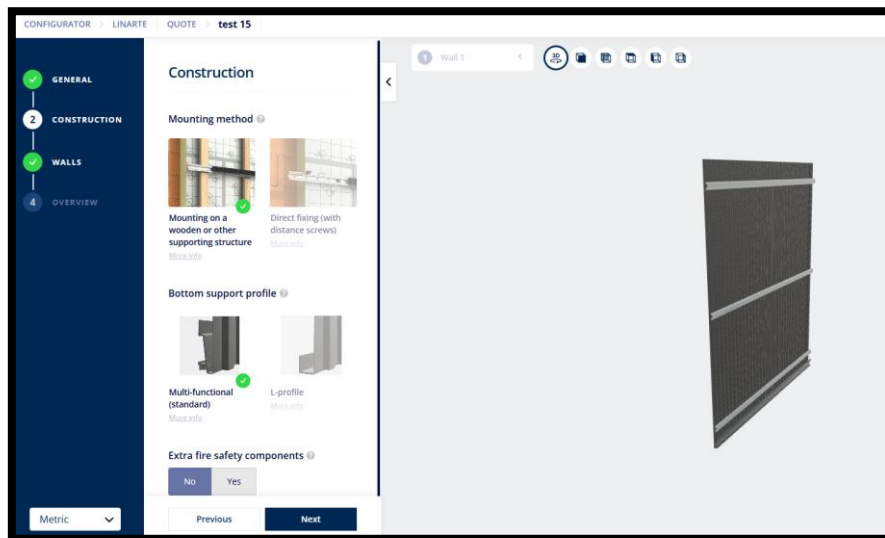 CONFIGURATOR > LINARTE QUOTE > test 15
GENERAL
2 CONSTRUCTION
WALLS
4 OVERVIEW
Metric
Construction
Mounting method ?
Mounting on a
wooden or other
supporting structure
More info
Direct fixing (with
distance screws)
More info
Bottom support profile ?
Multi-functional
(standard)
More info
L-profile
More info
Extra fire safety components ?
No Yes
Previous Next
1 Wall 1
3D